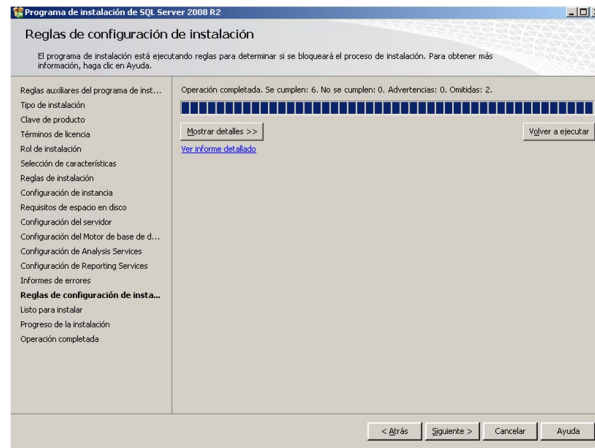 Programa de instalación de SQL Server 2008 R2
Reglas de configuración de instalación
El programa de instalación está ejecutando reglas para determinar si se bloqueará el proceso de instalación. Para obtener más
información, haga clic en Ayuda.
Reglas auxiliares del programa de inst...
Tipo de instalación
Clave de producto
Términos de licencia
Rol de instalación
Selección de características
Reglas de instalación
Configuración de instancia
Requisitos de espacio en disco
Configuración del servidor
Configuración del Motor de base de d...
Configuración de Analysis Services
Configuración de Reporting Services
Informes de errores
Reglas de configuración de insta...
Listo para instalar
Progreso de la instalación
Operación completada
Operación completada. Se cumplen: 6. No se cumplen: 0. Advertencias: 0. Omitidas: 2.
Mostrar detalles >>
Volver a ejecutar
Ver informe detallado
< Atrás
Siguiente >
Cancelar
Ayuda